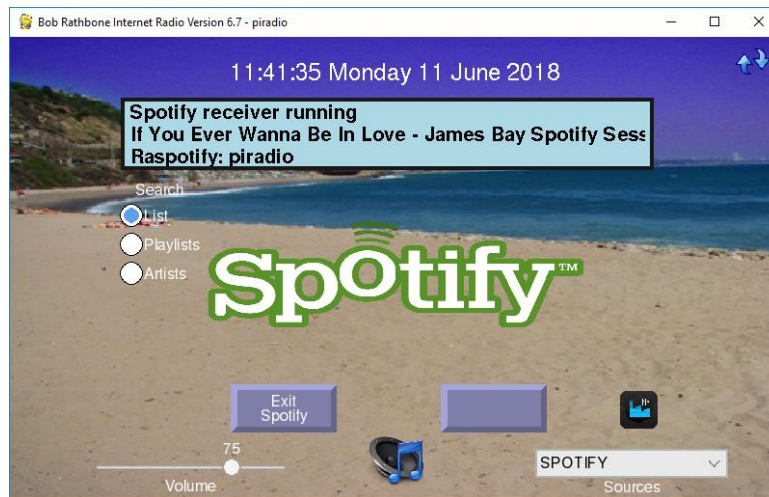 Bob Rathbone Internet Radio Version 6.7 - piradio
11:41:35 Monday 11 June 2018
Spotify receiver running
If You Ever Wanna Be In Love - James Bay Spotify Sess
Raspotify: piradio
Search
List
Playlists
Artists
Spotify™
Exit
Spotify
75
Volume
SPOTIFY
Sources